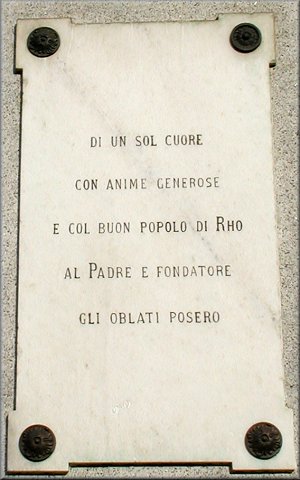 DI UN SOL CUORE
CON ANIME GENEROSE
E COL BUON POPOLO DI RHO
AL PADRE E FONDATORE
GLI OBLATI POSERO